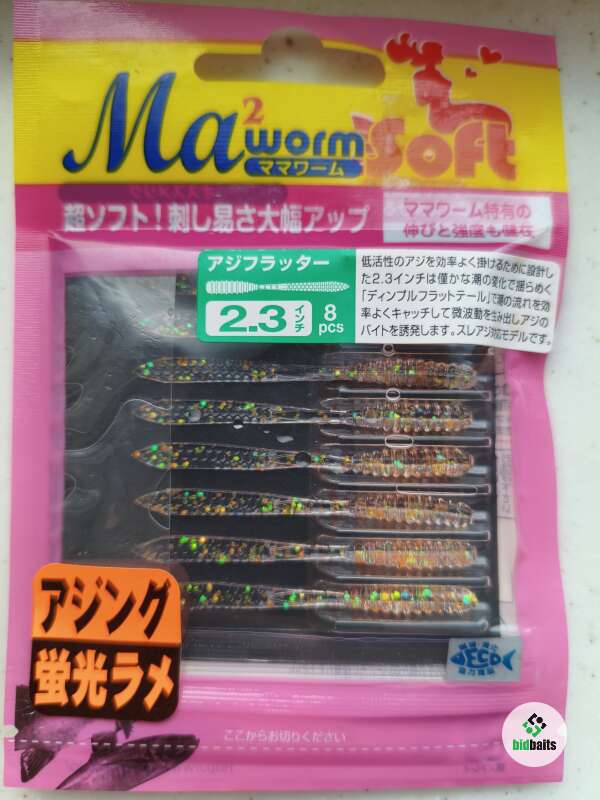 Ma²worm Soft
ママワーム
超ソフト!刺し易さ大幅アップ
ママワーム特有の
伸びと強度も健在
アジフラッター
2.3インチ 8pcs
低活性のアジを効率よく掛けるために設計し
た2.3インチは僅かな潮の変化で揺らめく
「ディンプルフラットテール」で潮の流れを効
率よくキャッチして微波動を生み出しアジの
バイトを誘発します。スレアジ対応モデルです。
アジング
蛍光ラメ
ECO
ここからお切りください
bidbaits